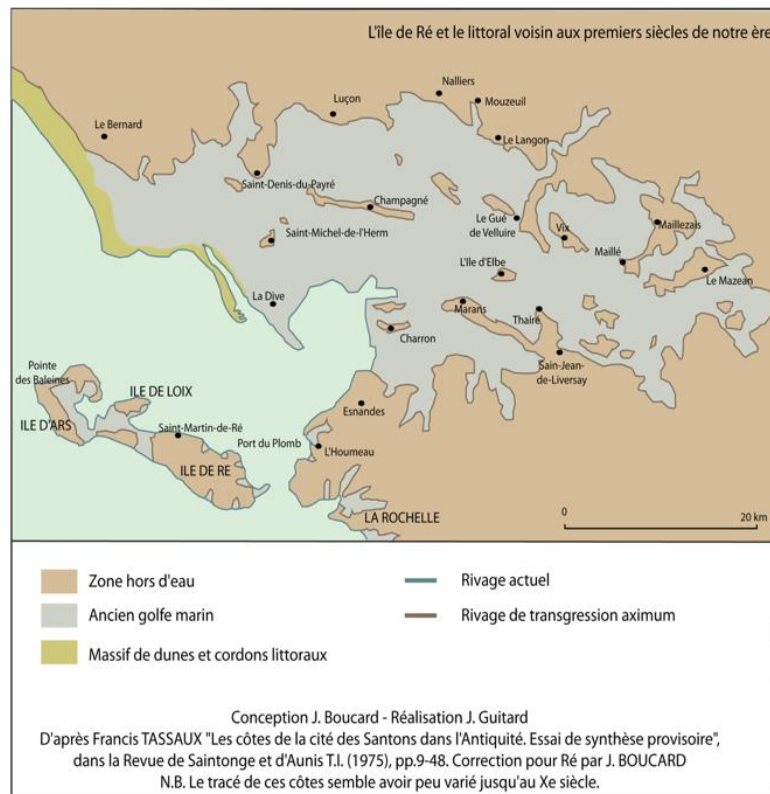 L'île de Ré et le littoral voisin aux premiers siècles de notre ère
Nalliers
Luçon
Mouzeuil
Le Bernard
Le Langon
Saint-Denis-du-Payré
Champagné
Le Gué
de Velluire
Vix
Maillezais
Saint-Michel-de-l'Herm
Maillé
L'Ile d'Elbe
Le Mazean
La Dive
Marans
Thairé
Charron
Sain-Jean-
de-Liversay
Pointe
des Baleines
ILE DE LOIX
Esnandes
ILE D'ARS
Saint-Martin-de-Ré
Port du Plomb
L'Houmeau
ILE DE RE
LA ROCHELLE
0
20 km
Zone hors d'eau
Rivage actuel
Ancien golfe marin
Rivage de transgression aximum
Massif de dunes et cordons littoraux
Conception J. Boucard - Réalisation J. Guitard
D'après Francis TASSAUX "Les côtes de la cité des Santons dans l'Antiquité. Essai de synthèse provisoire",
dans la Revue de Saintonge et d'Aunis T.I. (1975), pp.9-48. Correction pour Ré par J. BOUCARD
N.B. Le tracé de ces côtes semble avoir peu varié jusqu'au Xe siècle.